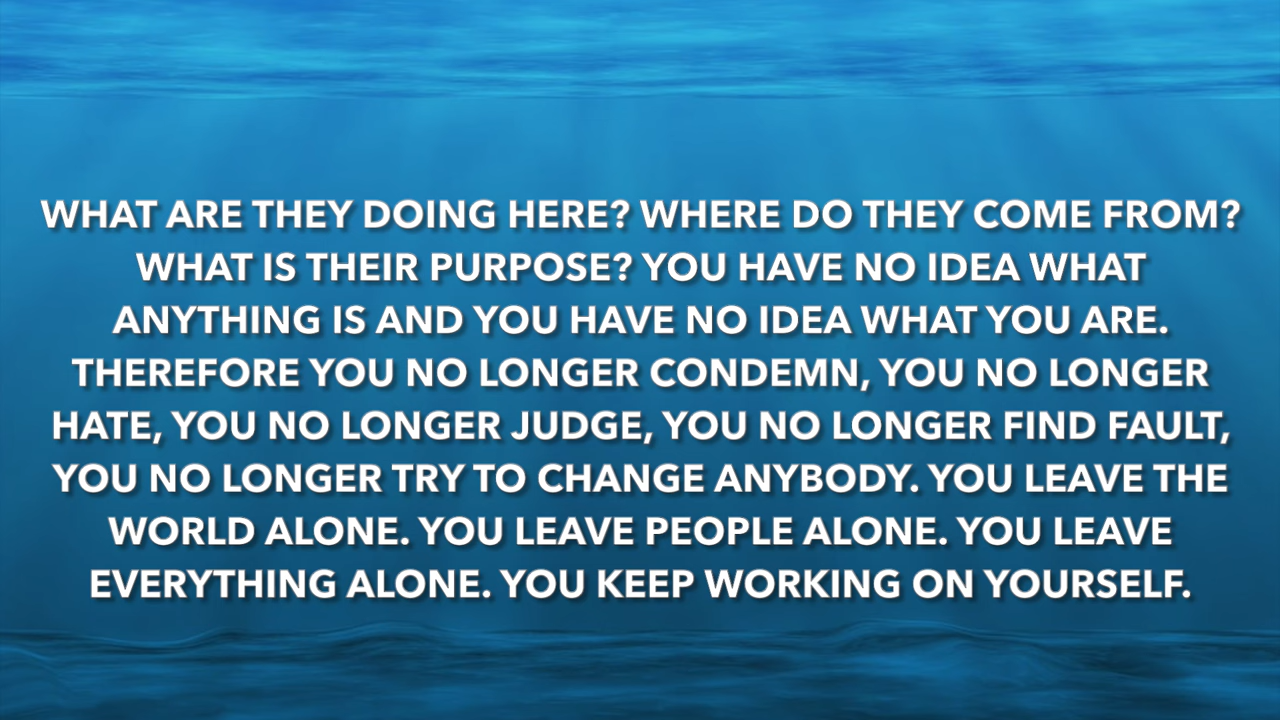 WHAT ARE THEY DOING HERE? WHERE DO THEY COME FROM?
WHAT IS THEIR PURPOSE? YOU HAVE NO IDEA WHAT
ANYTHING IS AND YOU HAVE NO IDEA WHAT YOU ARE.
THEREFORE YOU NO LONGER CONDEMN, YOU NO LONGER
HATE, YOU NO LONGER JUDGE, YOU NO LONGER FIND FAULT,
YOU NO LONGER TRY TO CHANGE ANYBODY. YOU LEAVE THE
WORLD ALONE. YOU LEAVE PEOPLE ALONE. YOU LEAVE
EVERYTHING ALONE. YOU KEEP WORKING ON YOURSELF.